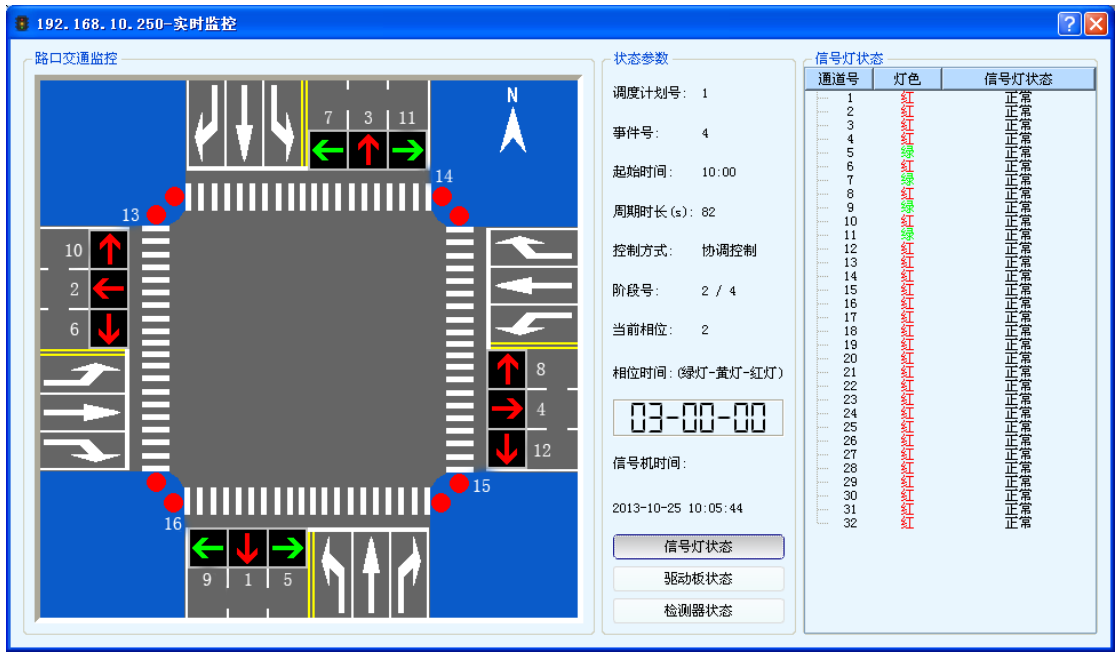 192.168.10.250-实时监控
路口交通监控
N
7 3 11
14
13
10
2
6
8
4
12
15
16
9 1 5
状态参数
调度计划号: 1
事件号: 4
起始时间: 10:00
周期时长(s): 82
控制方式: 协调控制
阶段号: 2 / 4
当前相位: 2
相位时间:(绿灯-黄灯-红灯)
03-00-00
信号机时间:
2013-10-25 10:05:44
信号灯状态
驱动板状态
检测器状态
信号灯状态
通道号 灯色 信号灯状态
1 红 正常
2 红 正常
3 红 正常
4 红 正常
5 绿 正常
6 红 正常
7 绿 正常
8 红 正常
9 绿 正常
10 红 正常
11 绿 正常
12 红 正常
13 红 正常
14 红 正常
15 红 正常
16 红 正常
17 红 正常
18 红 正常
19 红 正常
20 红 正常
21 红 正常
22 红 正常
23 红 正常
24 红 正常
25 红 正常
26 红 正常
27 红 正常
28 红 正常
29 红 正常
30 红 正常
31 红 正常
32 红 正常